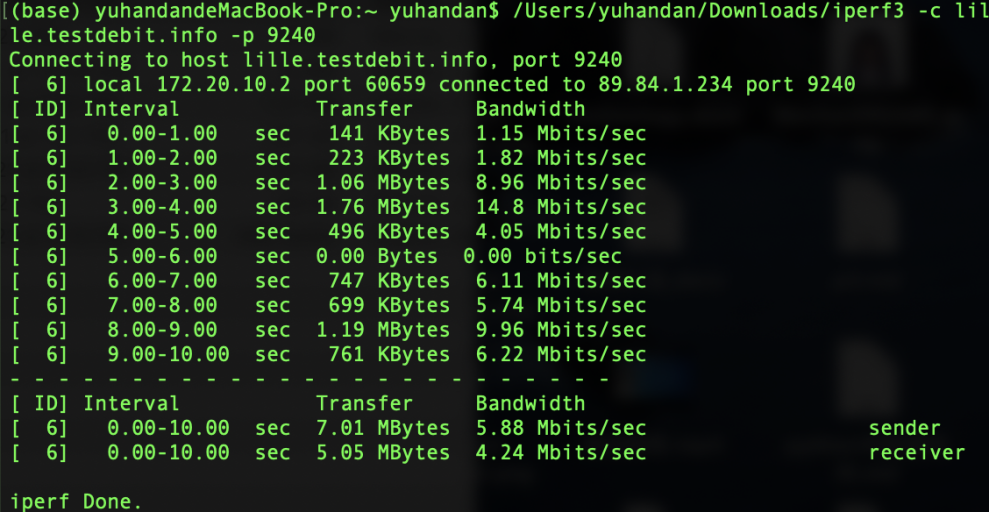 [(base) yuhandandeMacBook-Pro:~ yuhandan$ /Users/yuhandan/Downloads/iperf3 -c lil
le.testdebit.info -p 9240
Connecting to host lille.testdebit.info, port 9240
[  6] local 172.20.10.2 port 60659 connected to 89.84.1.234 port 9240
[ ID] Interval           Transfer     Bandwidth
[  6]   0.00-1.00   sec   141 KBytes  1.15 Mbits/sec
[  6]   1.00-2.00   sec   223 KBytes  1.82 Mbits/sec
[  6]   2.00-3.00   sec  1.06 MBytes  8.96 Mbits/sec
[  6]   3.00-4.00   sec  1.76 MBytes  14.8 Mbits/sec
[  6]   4.00-5.00   sec   496 KBytes  4.05 Mbits/sec
[  6]   5.00-6.00   sec  0.00 Bytes  0.00 bits/sec
[  6]   6.00-7.00   sec   747 KBytes  6.11 Mbits/sec
[  6]   7.00-8.00   sec   699 KBytes  5.74 Mbits/sec
[  6]   8.00-9.00   sec  1.19 MBytes  9.96 Mbits/sec
[  6]   9.00-10.00  sec   761 KBytes  6.22 Mbits/sec
- - - - - - - - - - - - - - - - - - - - - - - - -
[ ID] Interval           Transfer     Bandwidth
[  6]   0.00-10.00  sec  7.01 MBytes  5.88 Mbits/sec                  sender
[  6]   0.00-10.00  sec  5.05 MBytes  4.24 Mbits/sec                  receiver
iperf Done.